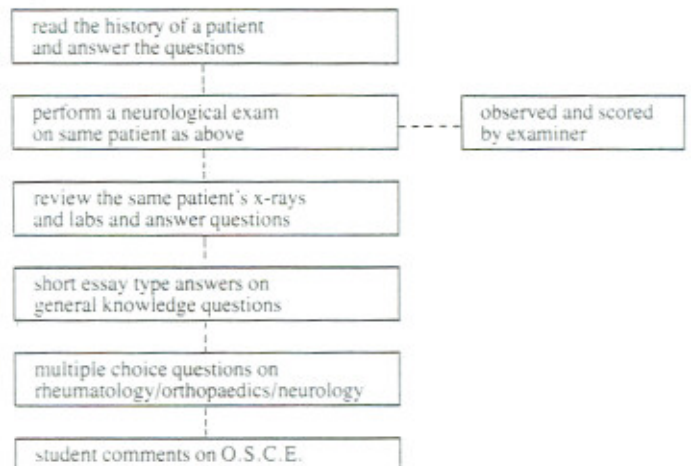 read the history of a patient
and answer the questions
perform a neurological exam
on same patient as above
observed and scored
by examiner
review the same patient's x-rays
and labs and answer questions
short essay type answers on
general knowledge questions
multiple choice questions on
rheumatology/orthopaedics/neurology
student comments on O.S.C.E.